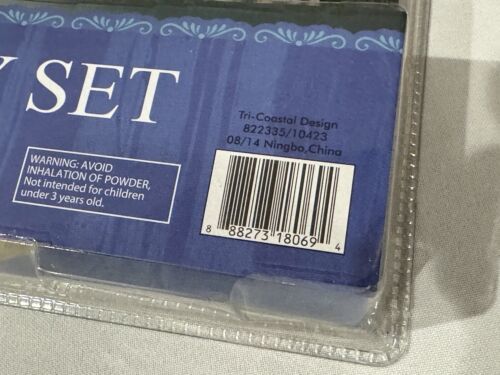 SET
Tri-Coastal Design
822335/10423
08/14 Ningbo,China
WARNING: AVOID
INHALATION OF POWDER,
Not intended for children
under 3 years old.
8 88273 18069 4